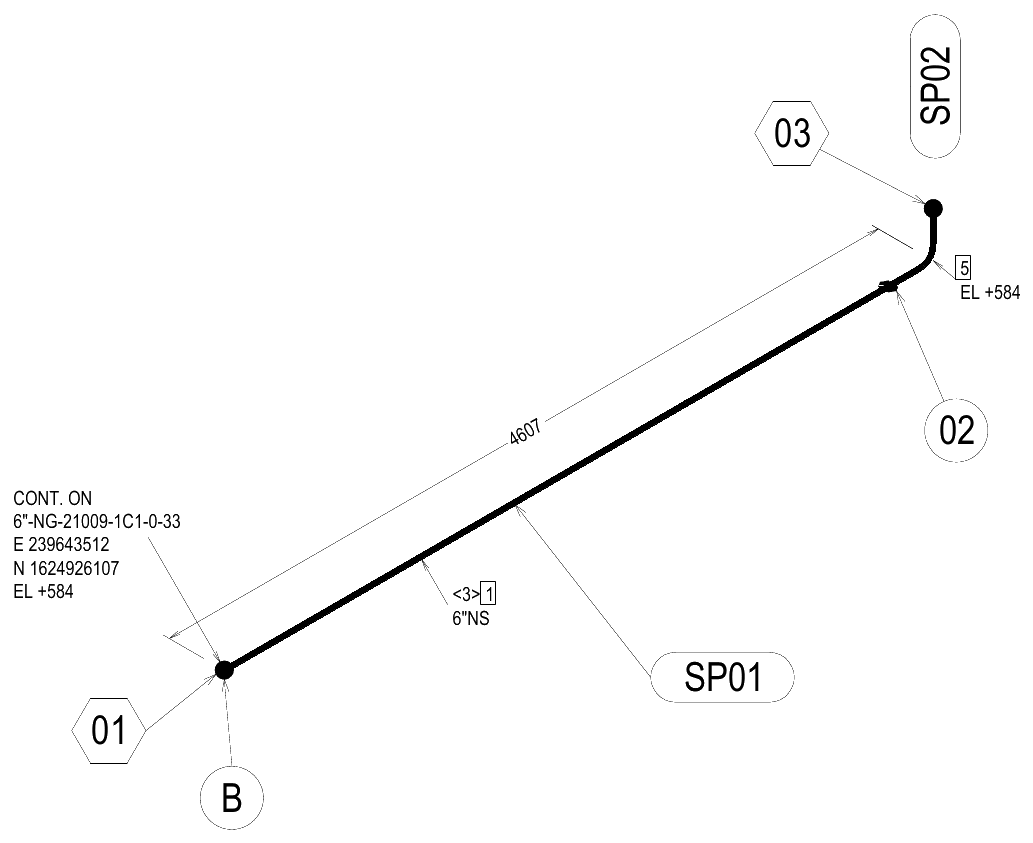 SP02
03
5
EL +584
02
4607
CONT. ON
6"-NG-21009-1C1-0-33
E 239643512
N 1624926107
EL +584
<3>1
6"NS
SP01
01
B